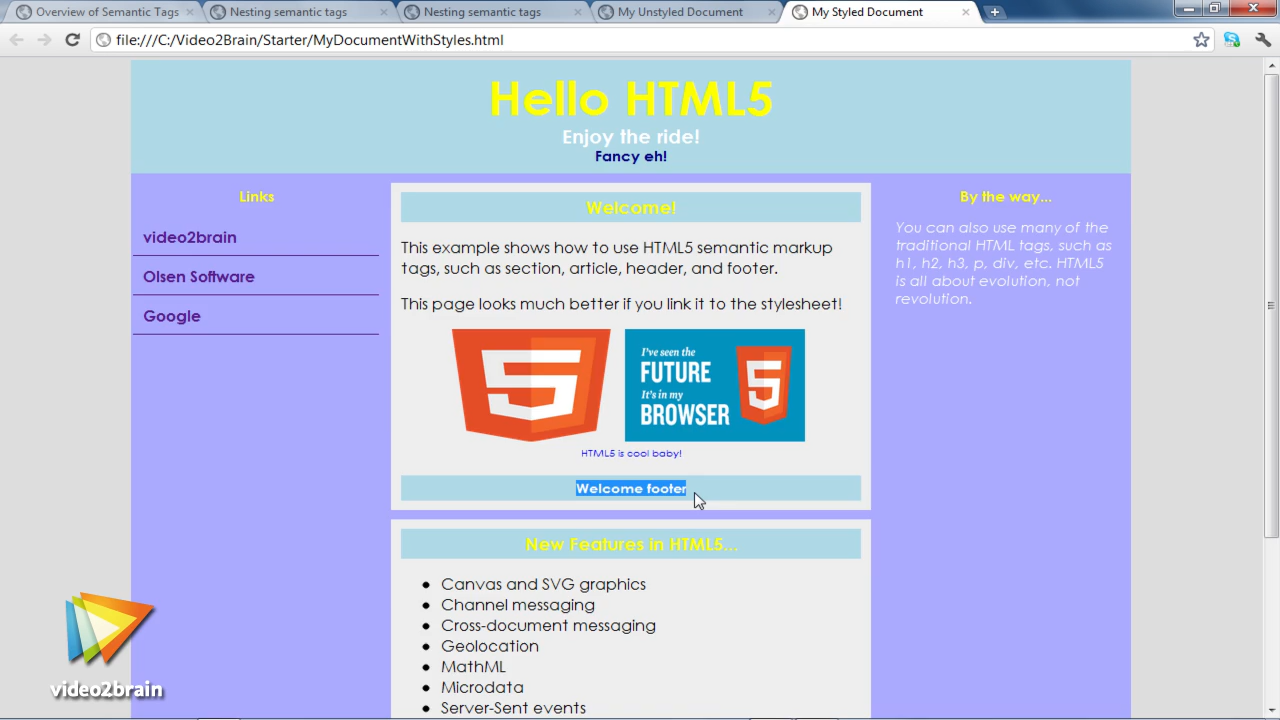 Overview of Semantic Tags
Nesting semantic tags
Nesting semantic tags
My Unstyled Document
My Styled Document
file:///C:/Video2Brain/Starter/MyDocumentWithStyles.html
Hello HTML5
Enjoy the ride!
Fancy eh!
Links
video2brain
Olsen Software
Google
Welcome!
This example shows how to use HTML5 semantic markup
tags, such as section, article, header, and footer.
This page looks much better if you link it to the stylesheet!
5
I've seen the
FUTURE
It's in my
BROWSER
5
HTML5 is cool baby!
Welcome footer
New Features in HTML5...
Canvas and SVG graphics
Channel messaging
Cross-document messaging
Geolocation
MathML
Microdata
Server-Sent events
By the way...
You can also use many of the
traditional HTML tags, such as
h1, h2, h3, p, div, etc. HTML5
is all about evolution, not
revolution.
video2brain